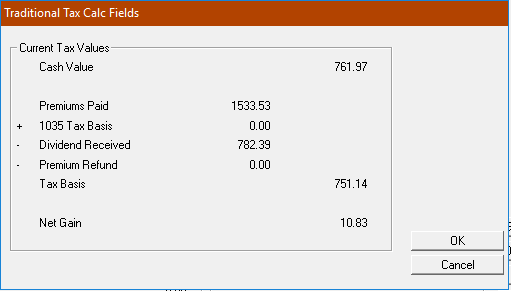 Traditional Tax Calc Fields
Current Tax Values
Cash Value 761.97
Premiums Paid 1533.53
+ 1035 Tax Basis 0.00
- Dividend Received 782.39
- Premium Refund 0.00
Tax Basis 751.14
Net Gain 10.83
OK
Cancel